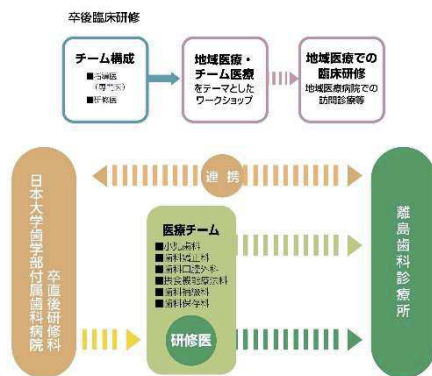 卒後臨床研修
チーム構成
■指導医
（専門医）
■研修医
地域医療・
チーム医療
をテーマとした
ワークショップ
地域医療での
臨床研修
地域医療病院での
訪問診療等
連携
日本大学歯学部付属歯科病院
卒直後研修科
医療チーム
■小児歯科
■歯科矯正科
■歯科口腔外科
■摂食機能療法科
■歯科補綴科
■歯科保存科
研修医
離島歯科診療所